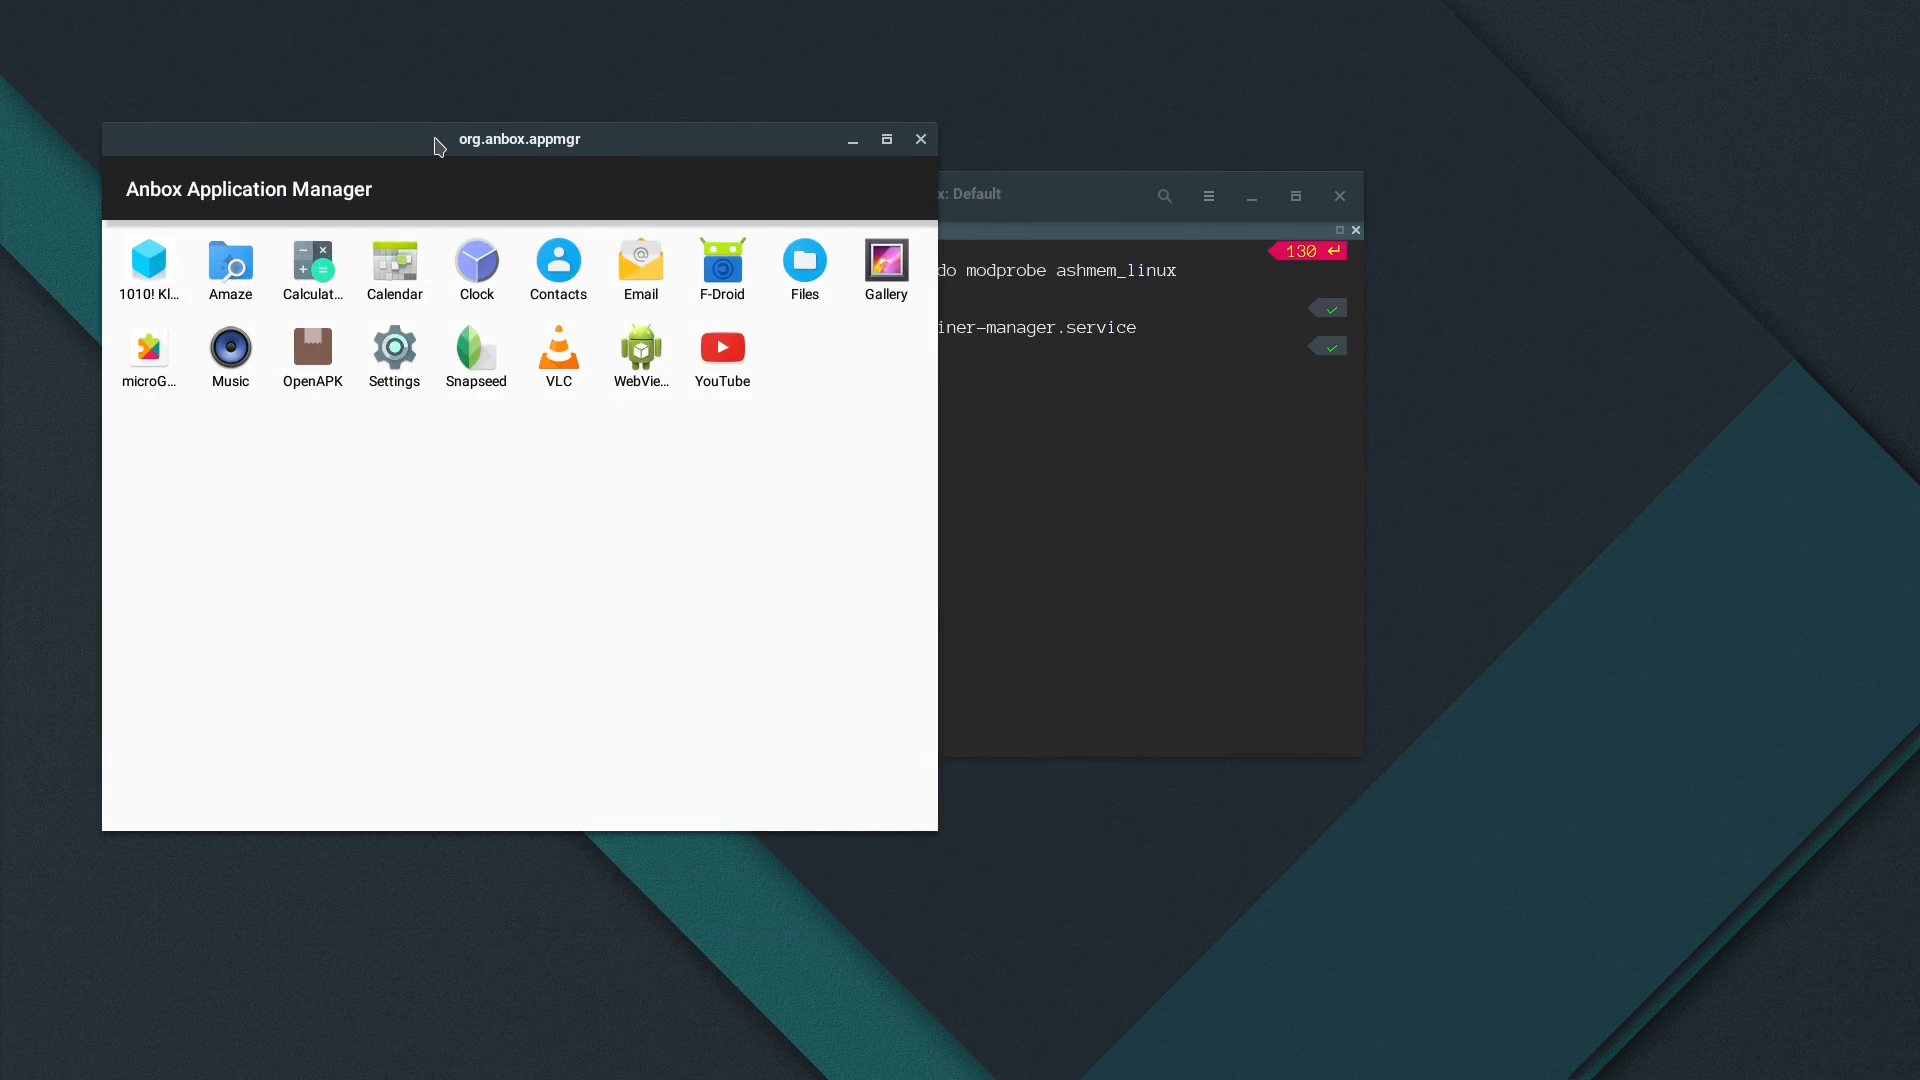 org.anbox.appmgr
Anbox Application Manager
1010! Kl...
Amaze
Calculat...
Calendar
Clock
Contacts
Email
F-Droid
Files
Gallery
microG...
Music
OpenAPK
Settings
Snapseed
VLC
WebVie...
YouTube
x: Default
130 ↵
do modprobe ashmem_linux
✓
iner-manager.service
✓